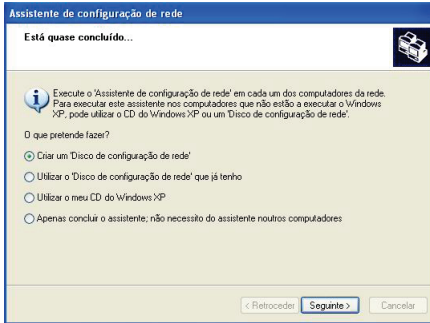 Assistente de configuração de rede
Está quase concluído...
Execute o 'Assistente de configuração de rede' em cada um dos computadores da rede.
Para executar este assistente nos computadores que não estão a executar o Windows
XP, pode utilizar o CD do Windows XP ou um 'Disco de configuração de rede'.
O que pretende fazer?
Criar um 'Disco de configuração de rede'
Utilizar o 'Disco de configuração de rede' que já tenho
Utilizar o meu CD do Windows XP
Apenas concluir o assistente; não necessito do assistente noutros computadores
< Retroceder Seguinte > Cancelar